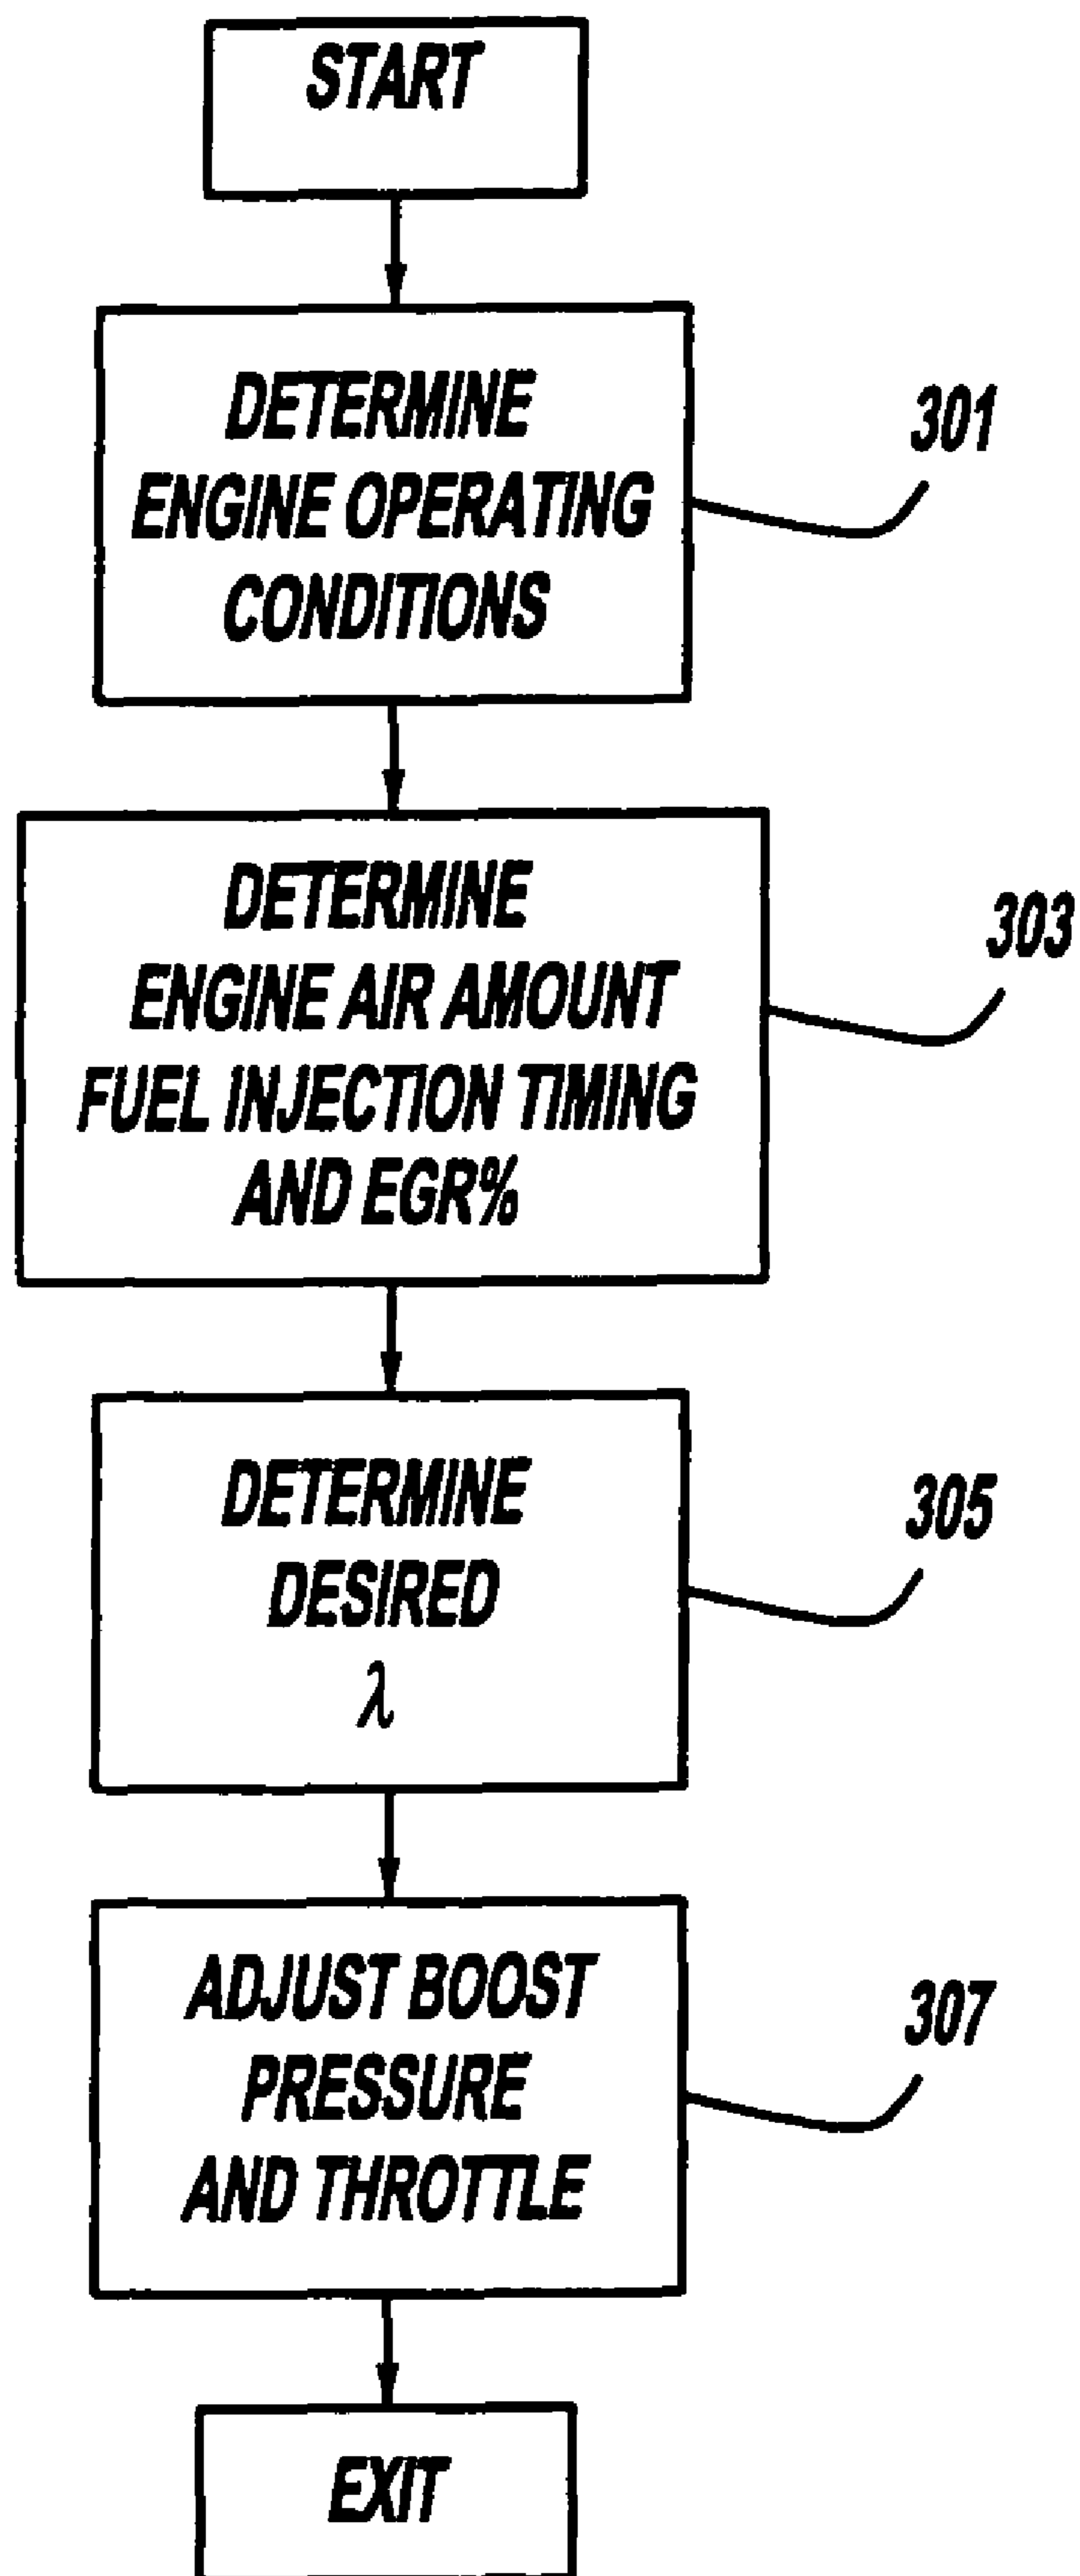 START
DETERMINE
ENGINE OPERATING
CONDITIONS
301
DETERMINE
ENGINE AIR AMOUNT
FUEL INJECTION TIMING
AND EGR%
303
DETERMINE
DESIRED
λ
305
ADJUST BOOST
PRESSURE
AND THROTTLE
307
EXIT